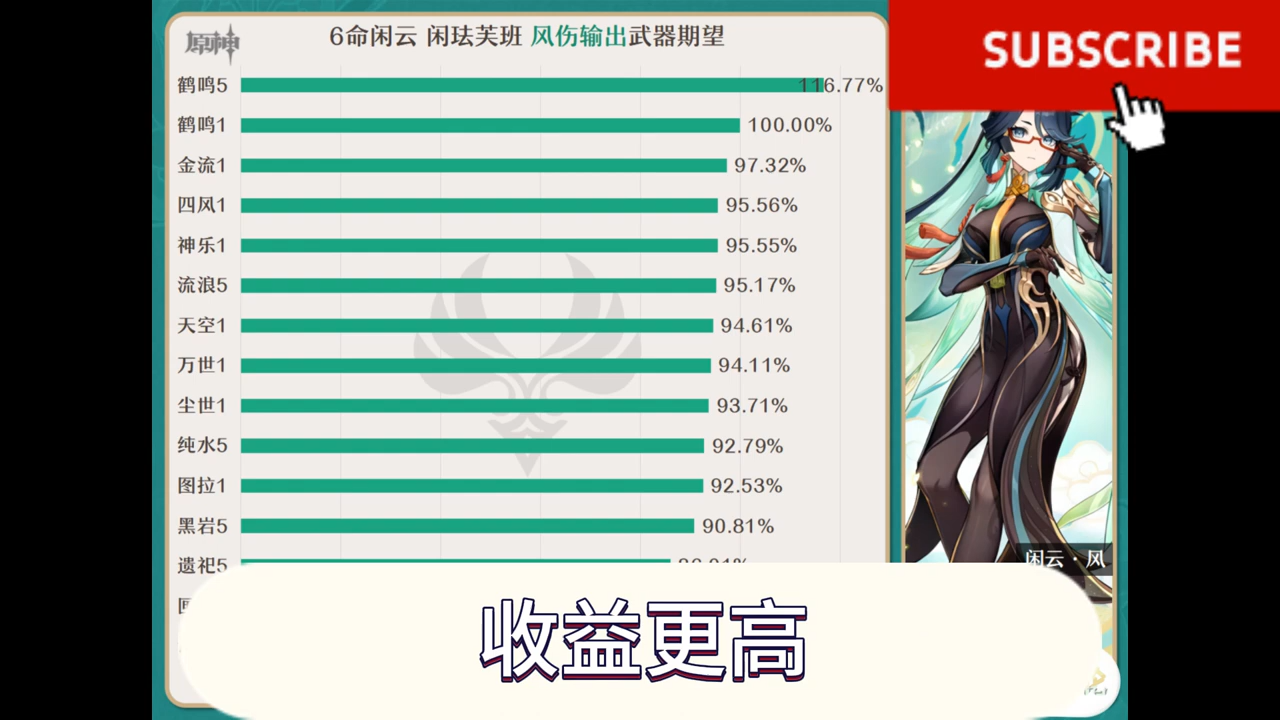 原神
6命闲云 闲珐芙班 风伤输出武器期望
SUBSCRIBE
鹤鸣5 116.77%
鹤鸣1 100.00%
金流1 97.32%
四风1 95.56%
神乐1 95.55%
流浪5 95.17%
天空1 94.61%
万世1 94.11%
尘世1 93.71%
纯水5 92.79%
图拉1 92.53%
黑岩5 90.81%
遗祀5
闲云·风
收益更高